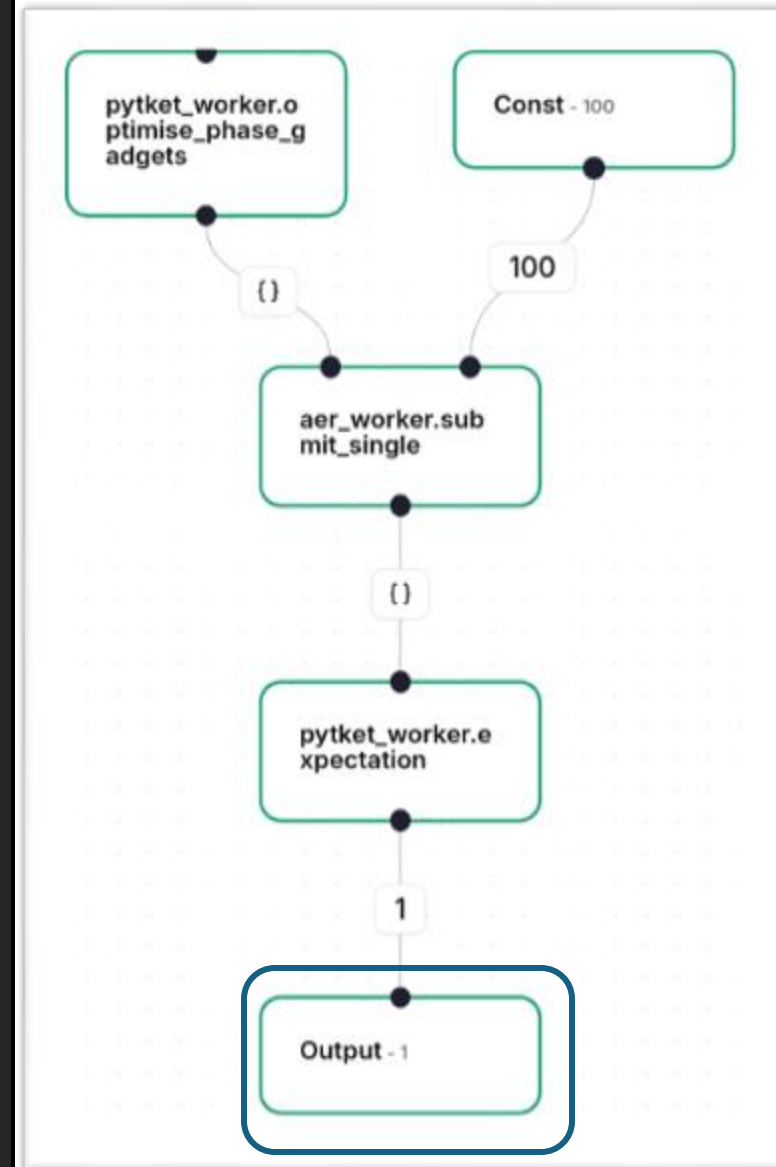 pytket_worker.o
ptimise_phase_g
adgets
Const - 100
{}
100
aer_worker.sub
mit_single
{}
pytket_worker.e
xpectation
1
Output - 1